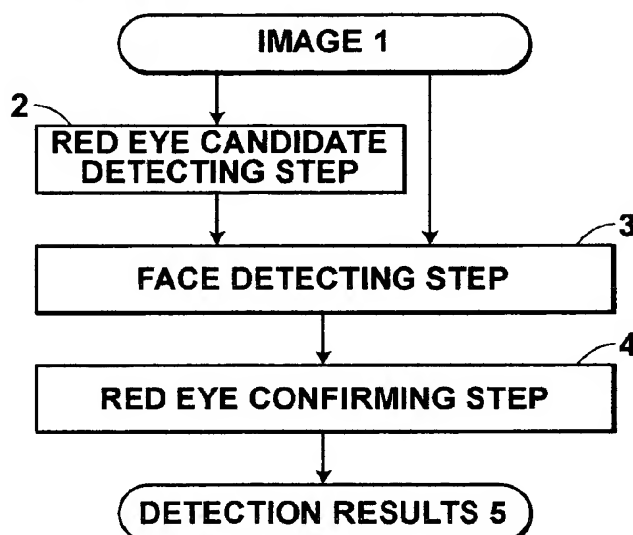 IMAGE 1
2
RED EYE CANDIDATE
DETECTING STEP
3
FACE DETECTING STEP
4
RED EYE CONFIRMING STEP
DETECTION RESULTS 5